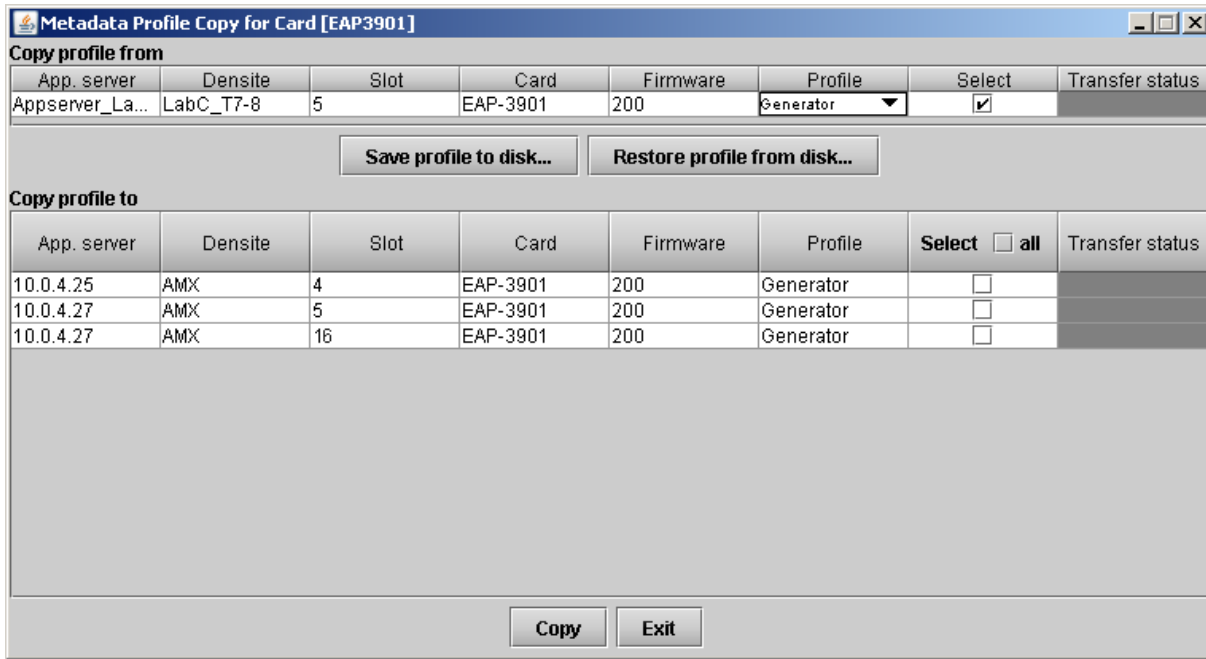 Metadata Profile Copy for Card [EAP3901]
Copy profile from
App. server Densite Slot Card Firmware Profile Select Transfer status
Appserver_La... LabC_T7-8 5 EAP-3901 200 Generator
Save profile to disk... Restore profile from disk...
Copy profile to
App. server Densite Slot Card Firmware Profile Select all Transfer status
10.0.4.25 AMX 4 EAP-3901 200 Generator
10.0.4.27 AMX 5 EAP-3901 200 Generator
10.0.4.27 AMX 16 EAP-3901 200 Generator
Copy Exit